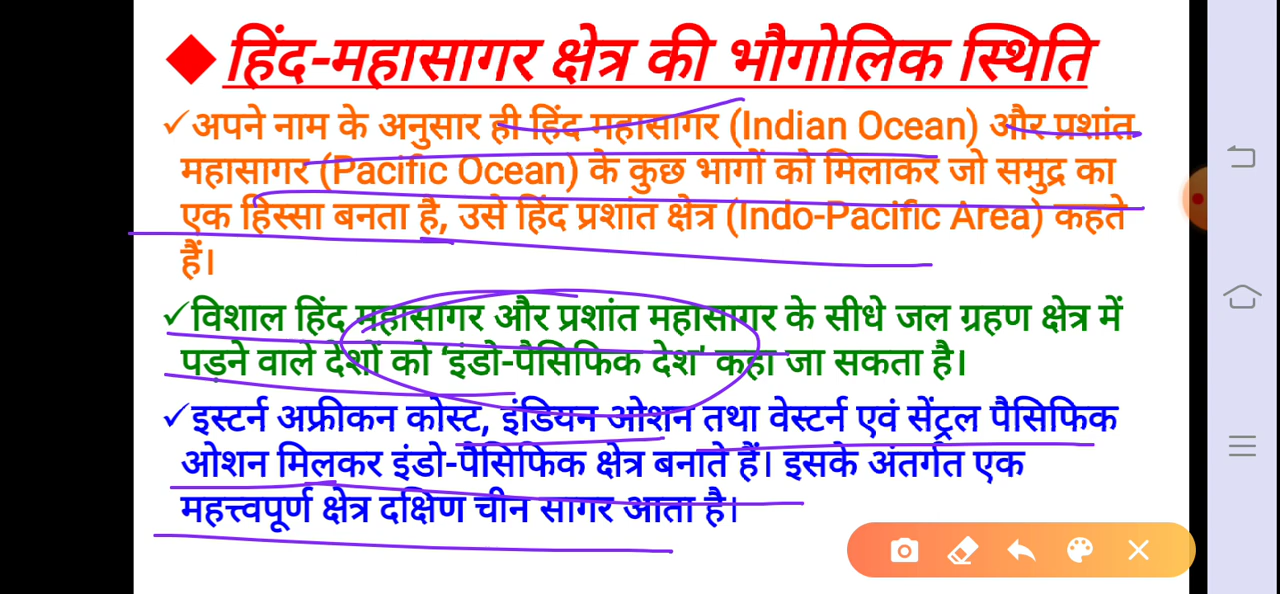 ◆हिंद-महासागर क्षेत्र की भौगोलिक स्थिति
✓अपने नाम के अनुसार ही हिंद महासागर (Indian Ocean) और प्रशांत
महासागर (Pacific Ocean) के कुछ भागों को मिलाकर जो समुद्र का
एक हिस्सा बनता है, उसे हिंद प्रशांत क्षेत्र (Indo-Pacific Area) कहते
हैं।
✓विशाल हिंद महासागर और प्रशांत महासागर के सीधे जल ग्रहण क्षेत्र में
पड़ने वाले देशों को ‘इंडो-पैसिफिक देश’ कहा जा सकता है।
✓इस्टर्न अफ्रीकन कोस्ट, इंडियन ओशन तथा वेस्टर्न एवं सेंट्रल पैसिफिक
ओशन मिलकर इंडो-पैसिफिक क्षेत्र बनाते हैं। इसके अंतर्गत एक
महत्त्वपूर्ण क्षेत्र दक्षिण चीन सागर आता है।